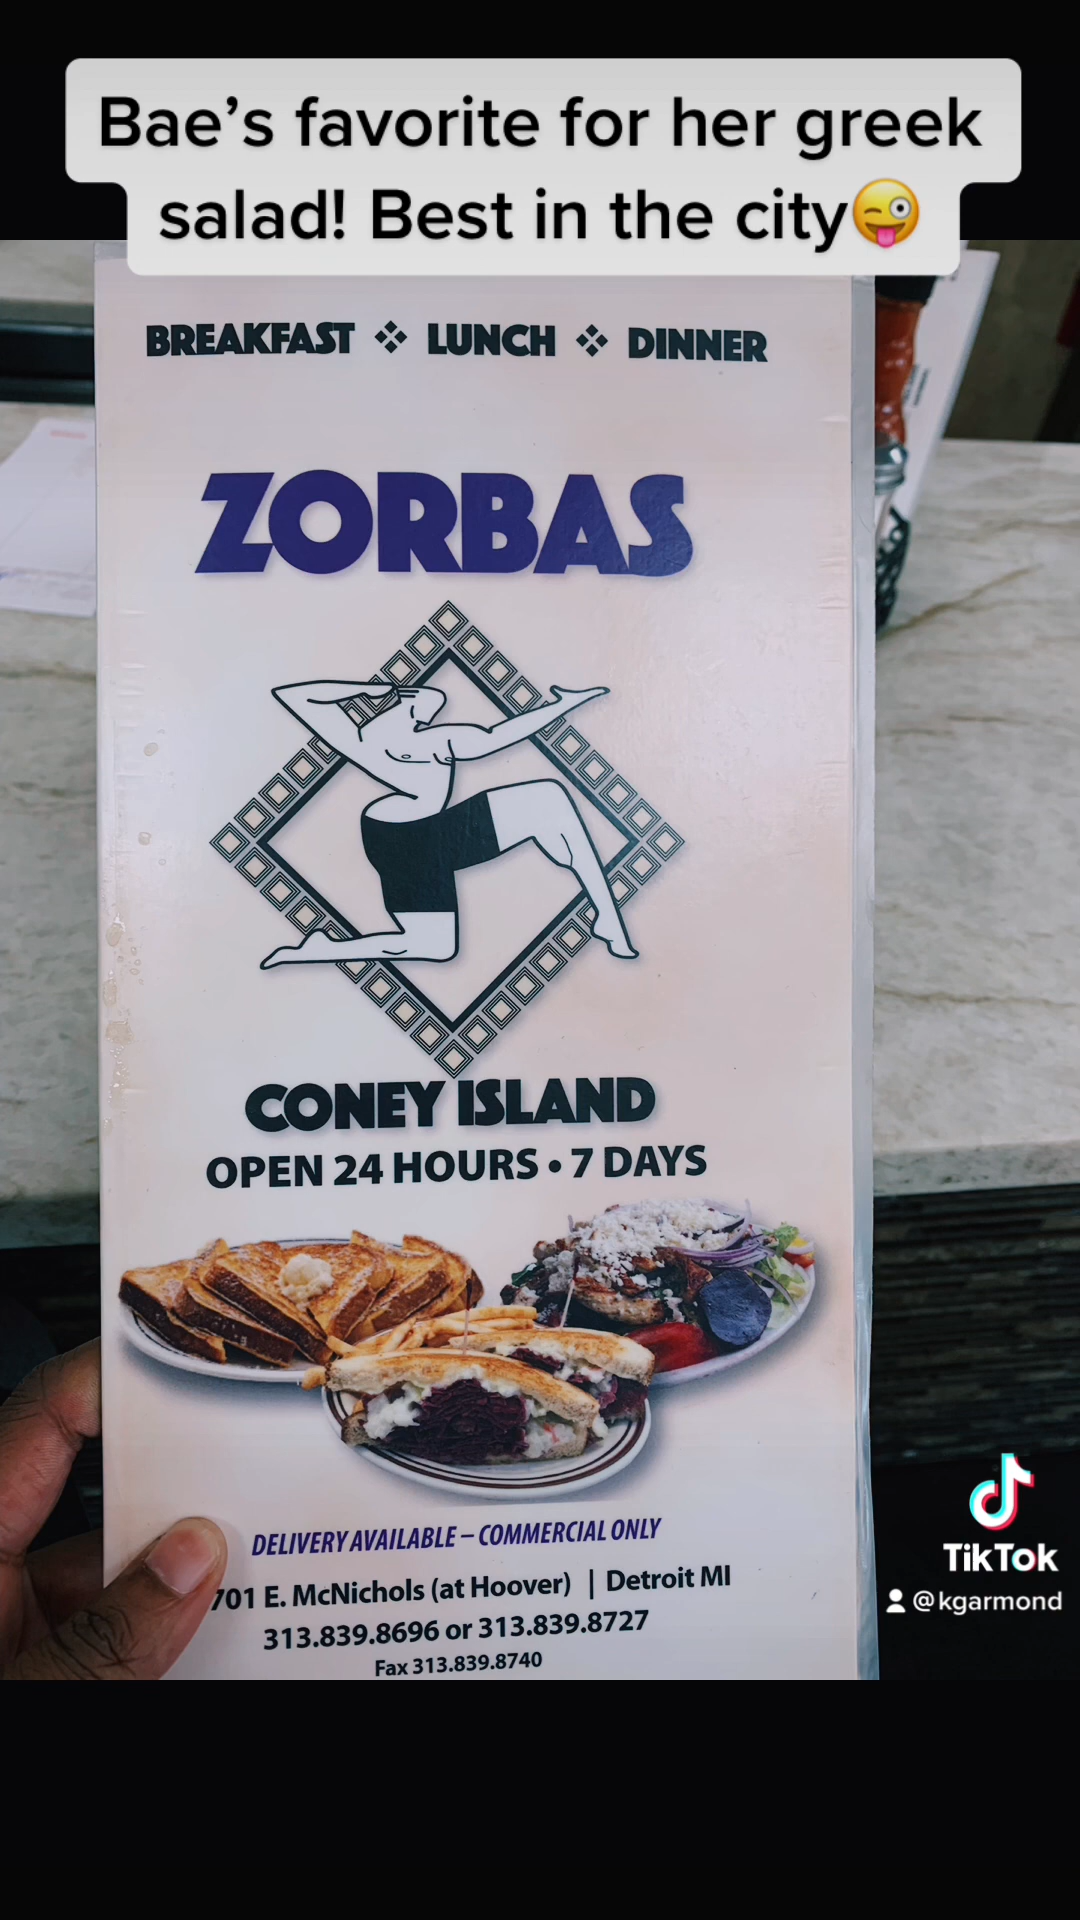 Bae’s favorite for her greek
salad! Best in the city😜
BREAKFAST ❖ LUNCH ❖ DINNER
ZORBAS
CONEY ISLAND
OPEN 24 HOURS • 7 DAYS
DELIVERY AVAILABLE – COMMERCIAL ONLY
701 E. McNichols (at Hoover) | Detroit MI
313.839.8696 or 313.839.8727
Fax 313.839.8740
TikTok
@kgarmond